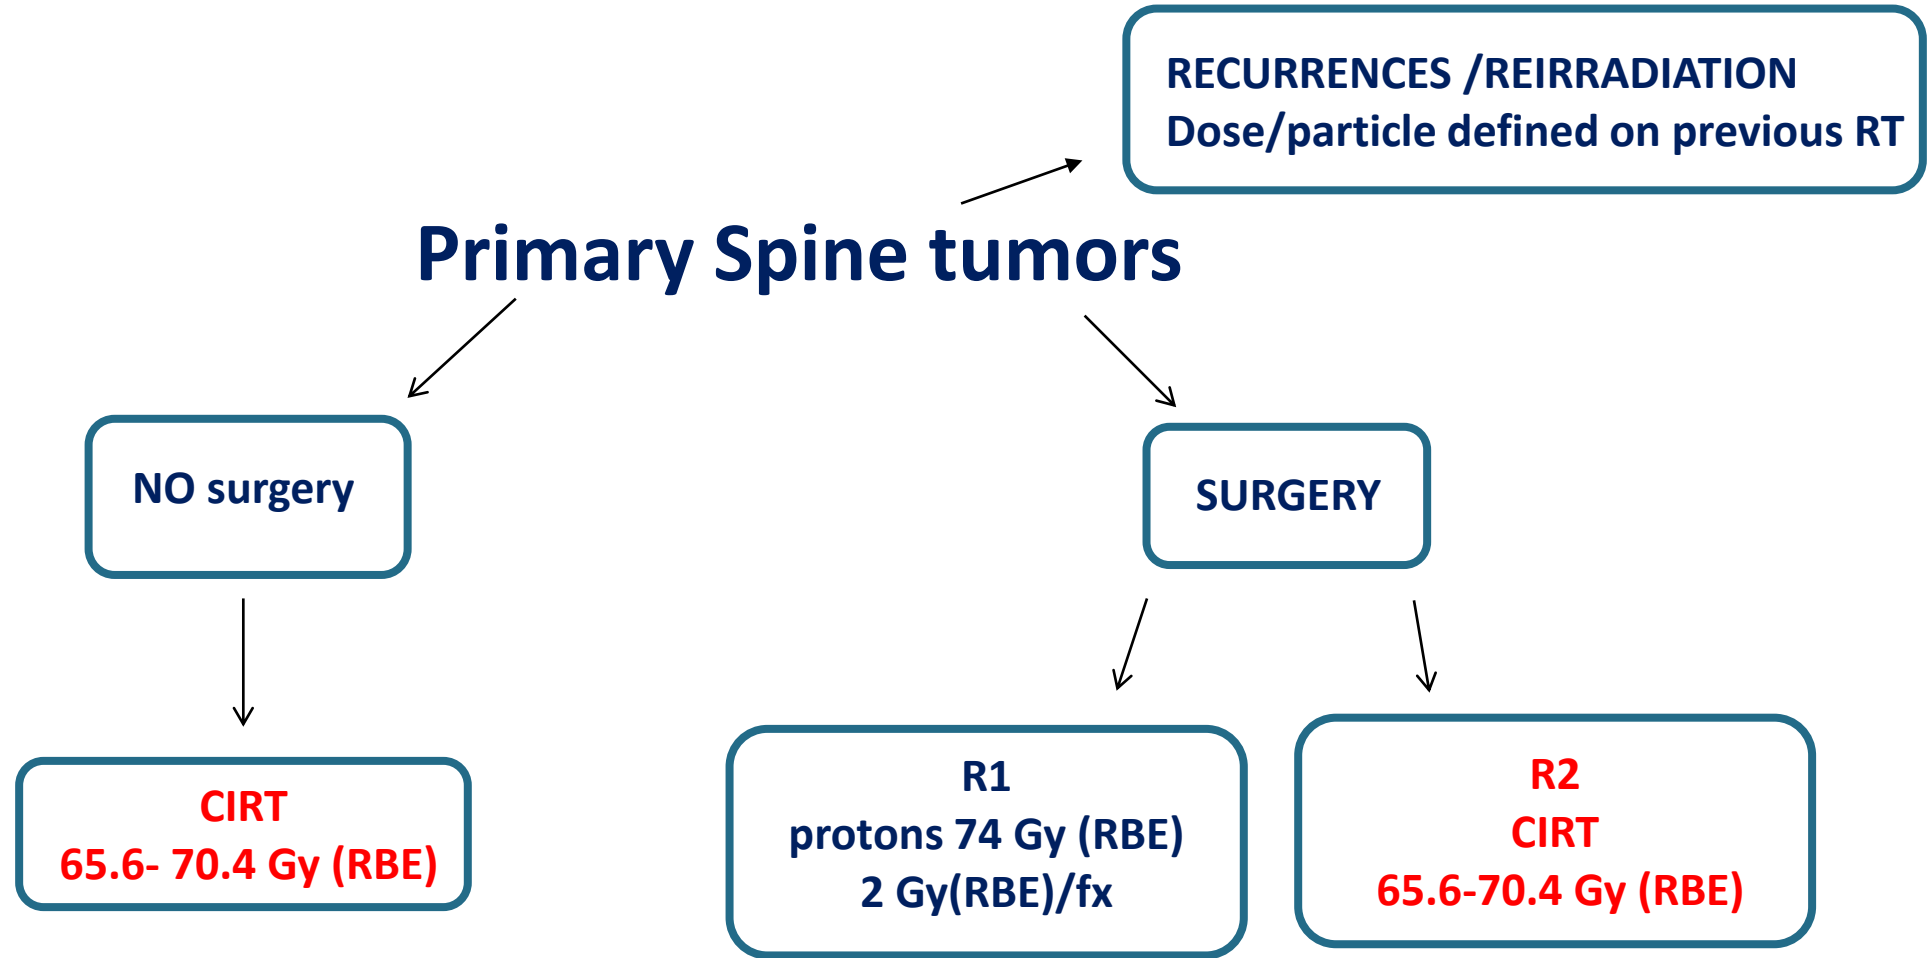 RECURRENCES /REIRRADIATION
Dose/particle defined on previous RT
Primary Spine tumors
NO surgery
SURGERY
CIRT
65.6- 70.4 Gy (RBE)
R1
protons 74 Gy (RBE)
2 Gy(RBE)/fx
R2
CIRT
65.6-70.4 Gy (RBE)